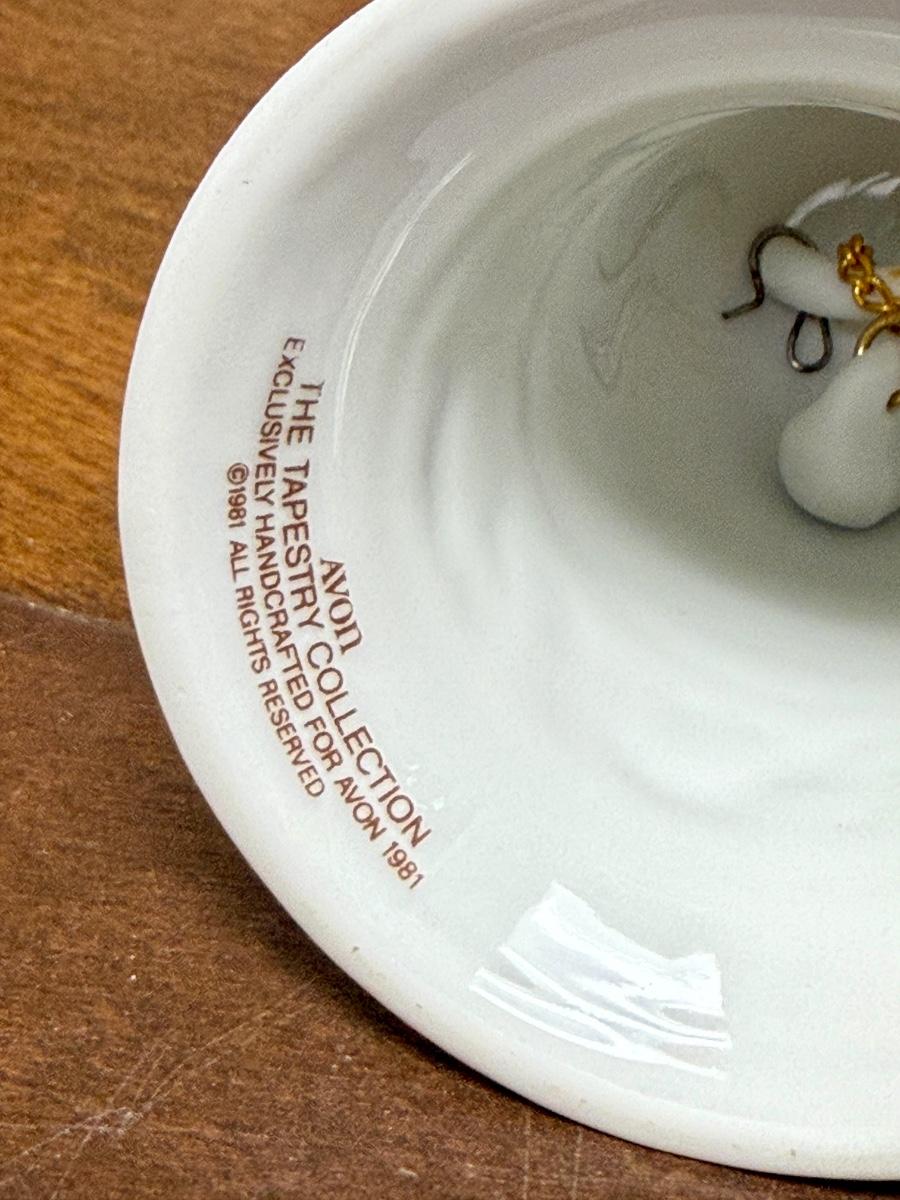 Avon
THE TAPESTRY COLLECTION
EXCLUSIVELY HANDCRAFTED FOR AVON 1981
©1981 ALL RIGHTS RESERVED